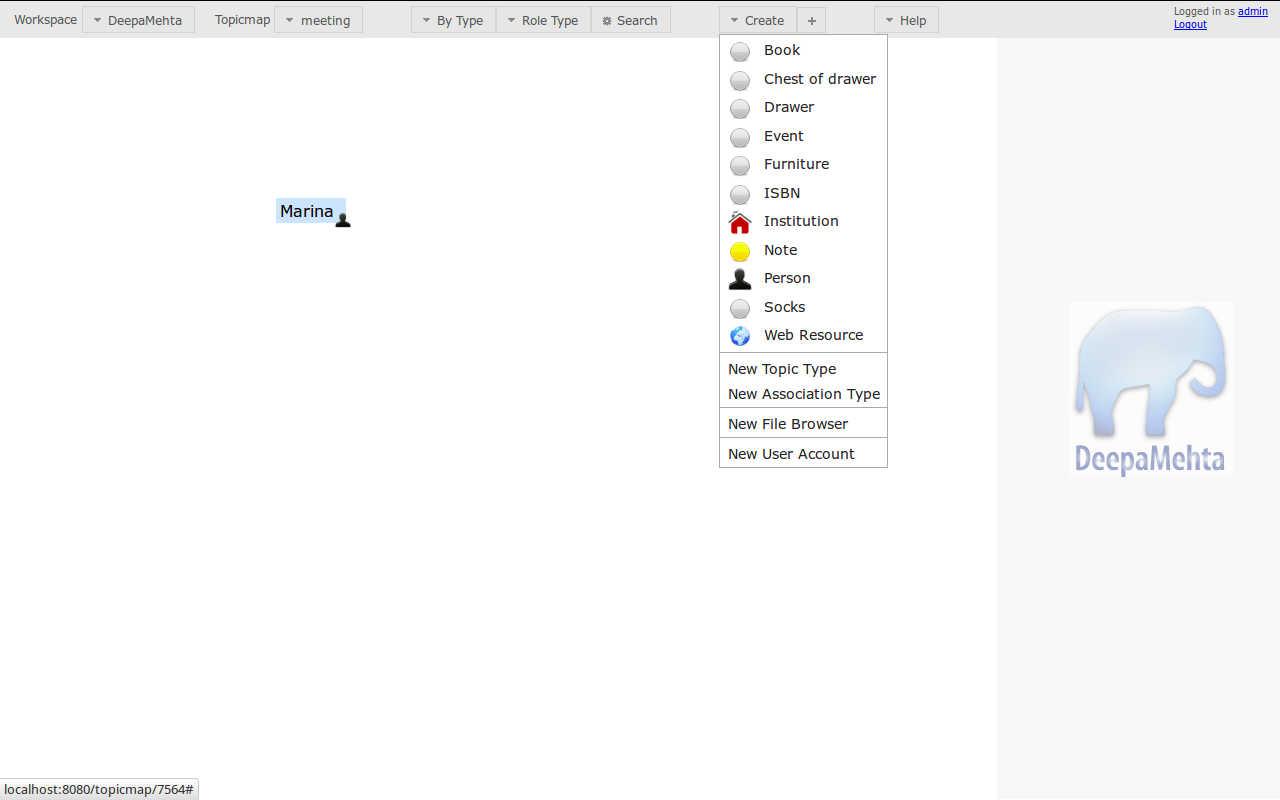 Workspace DeepaMehta Topicmap meeting By Type Role Type Search Create + Help Logged in as admin
Logout
Book
Chest of drawer
Drawer
Event
Furniture
ISBN
Institution
Note
Person
Socks
Web Resource
New Topic Type
New Association Type
New File Browser
New User Account
Marina
DeepaMehta
localhost:8080/topicmap/7564#